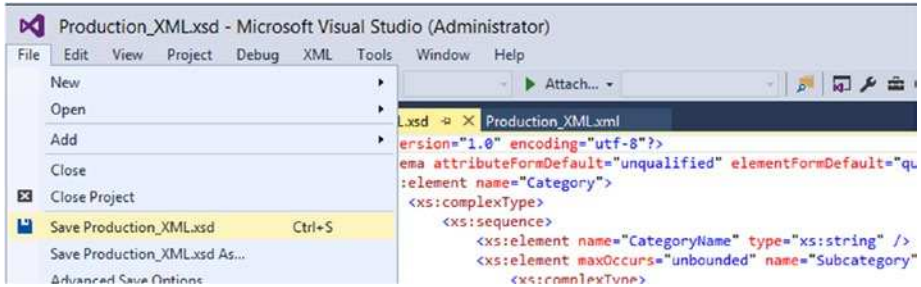 Production_XML.xsd - Microsoft Visual Studio (Administrator)
File Edit View Project Debug XML Tools Window Help
New
Attach...
Open
L.xsd Production_XML.xml
Add
ersion="1.0" encoding="utf-8"?>
ema attributeFormDefault="unqualified" elementFormDefault="qu
Close
:element name="Category">
Close Project
<xs:complexType>
<xs:sequence>
Save Production_XML.xsd Ctrl+S
<xs:element name="CategoryName" type="xs:string" />
Save Production_XML.xsd As...
<xs:element maxOccurs="unbounded" name="Subcategory"
Advanced Save Options
<xs:complexType>